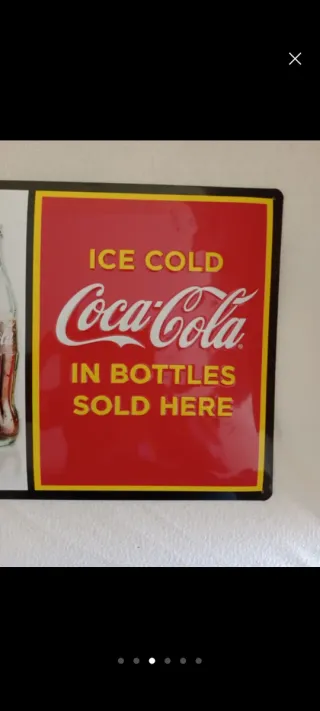 ICE COLD
Coca-Cola
IN BOTTLES
SOLD HERE